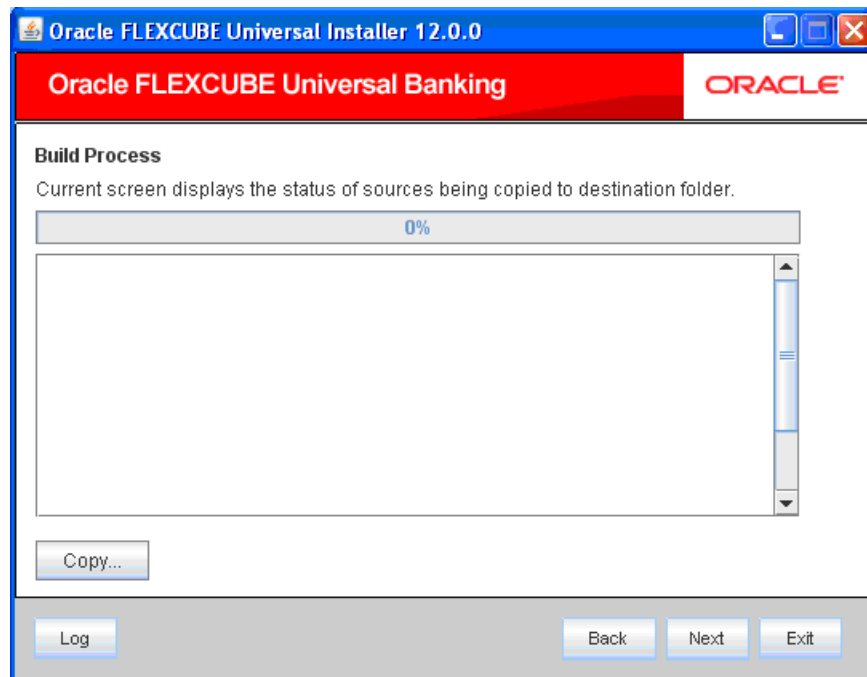 Oracle FLEXCUBE Universal Installer 12.0.0
Oracle FLEXCUBE Universal Banking
ORACLE
Build Process
Current screen displays the status of sources being copied to destination folder.
0%
Copy...
Log Back Next Exit